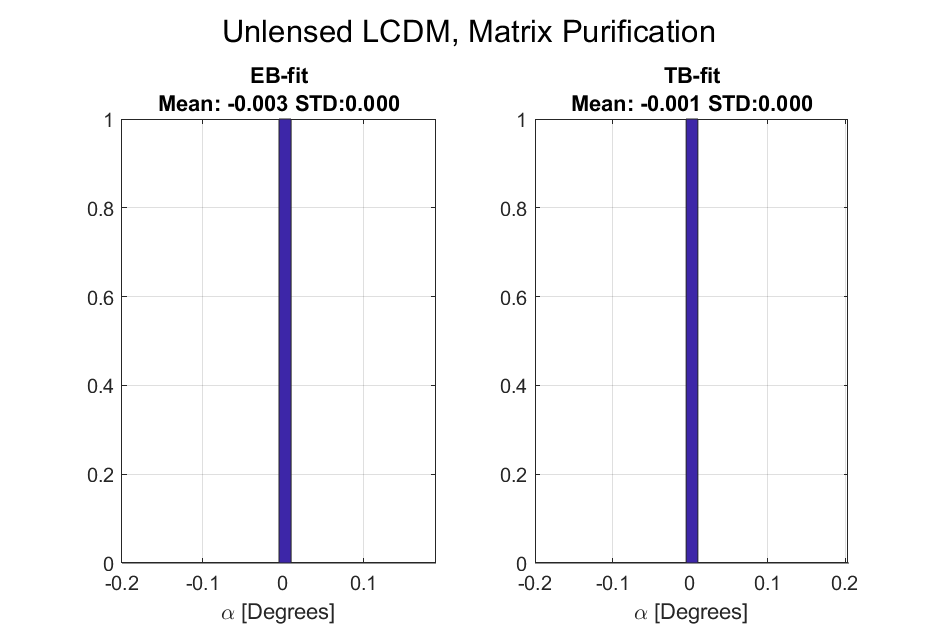 Unlensed LCDM, Matrix Purification
EB-fit
Mean: -0.003 STD:0.000
1
0.8
0.6
0.4
0.2
0
-0.2 -0.1 0 0.1
α [Degrees]
TB-fit
Mean: -0.001 STD:0.000
1
0.8
0.6
0.4
0.2
0
-0.2 -0.1 0 0.1 0.2
α [Degrees]